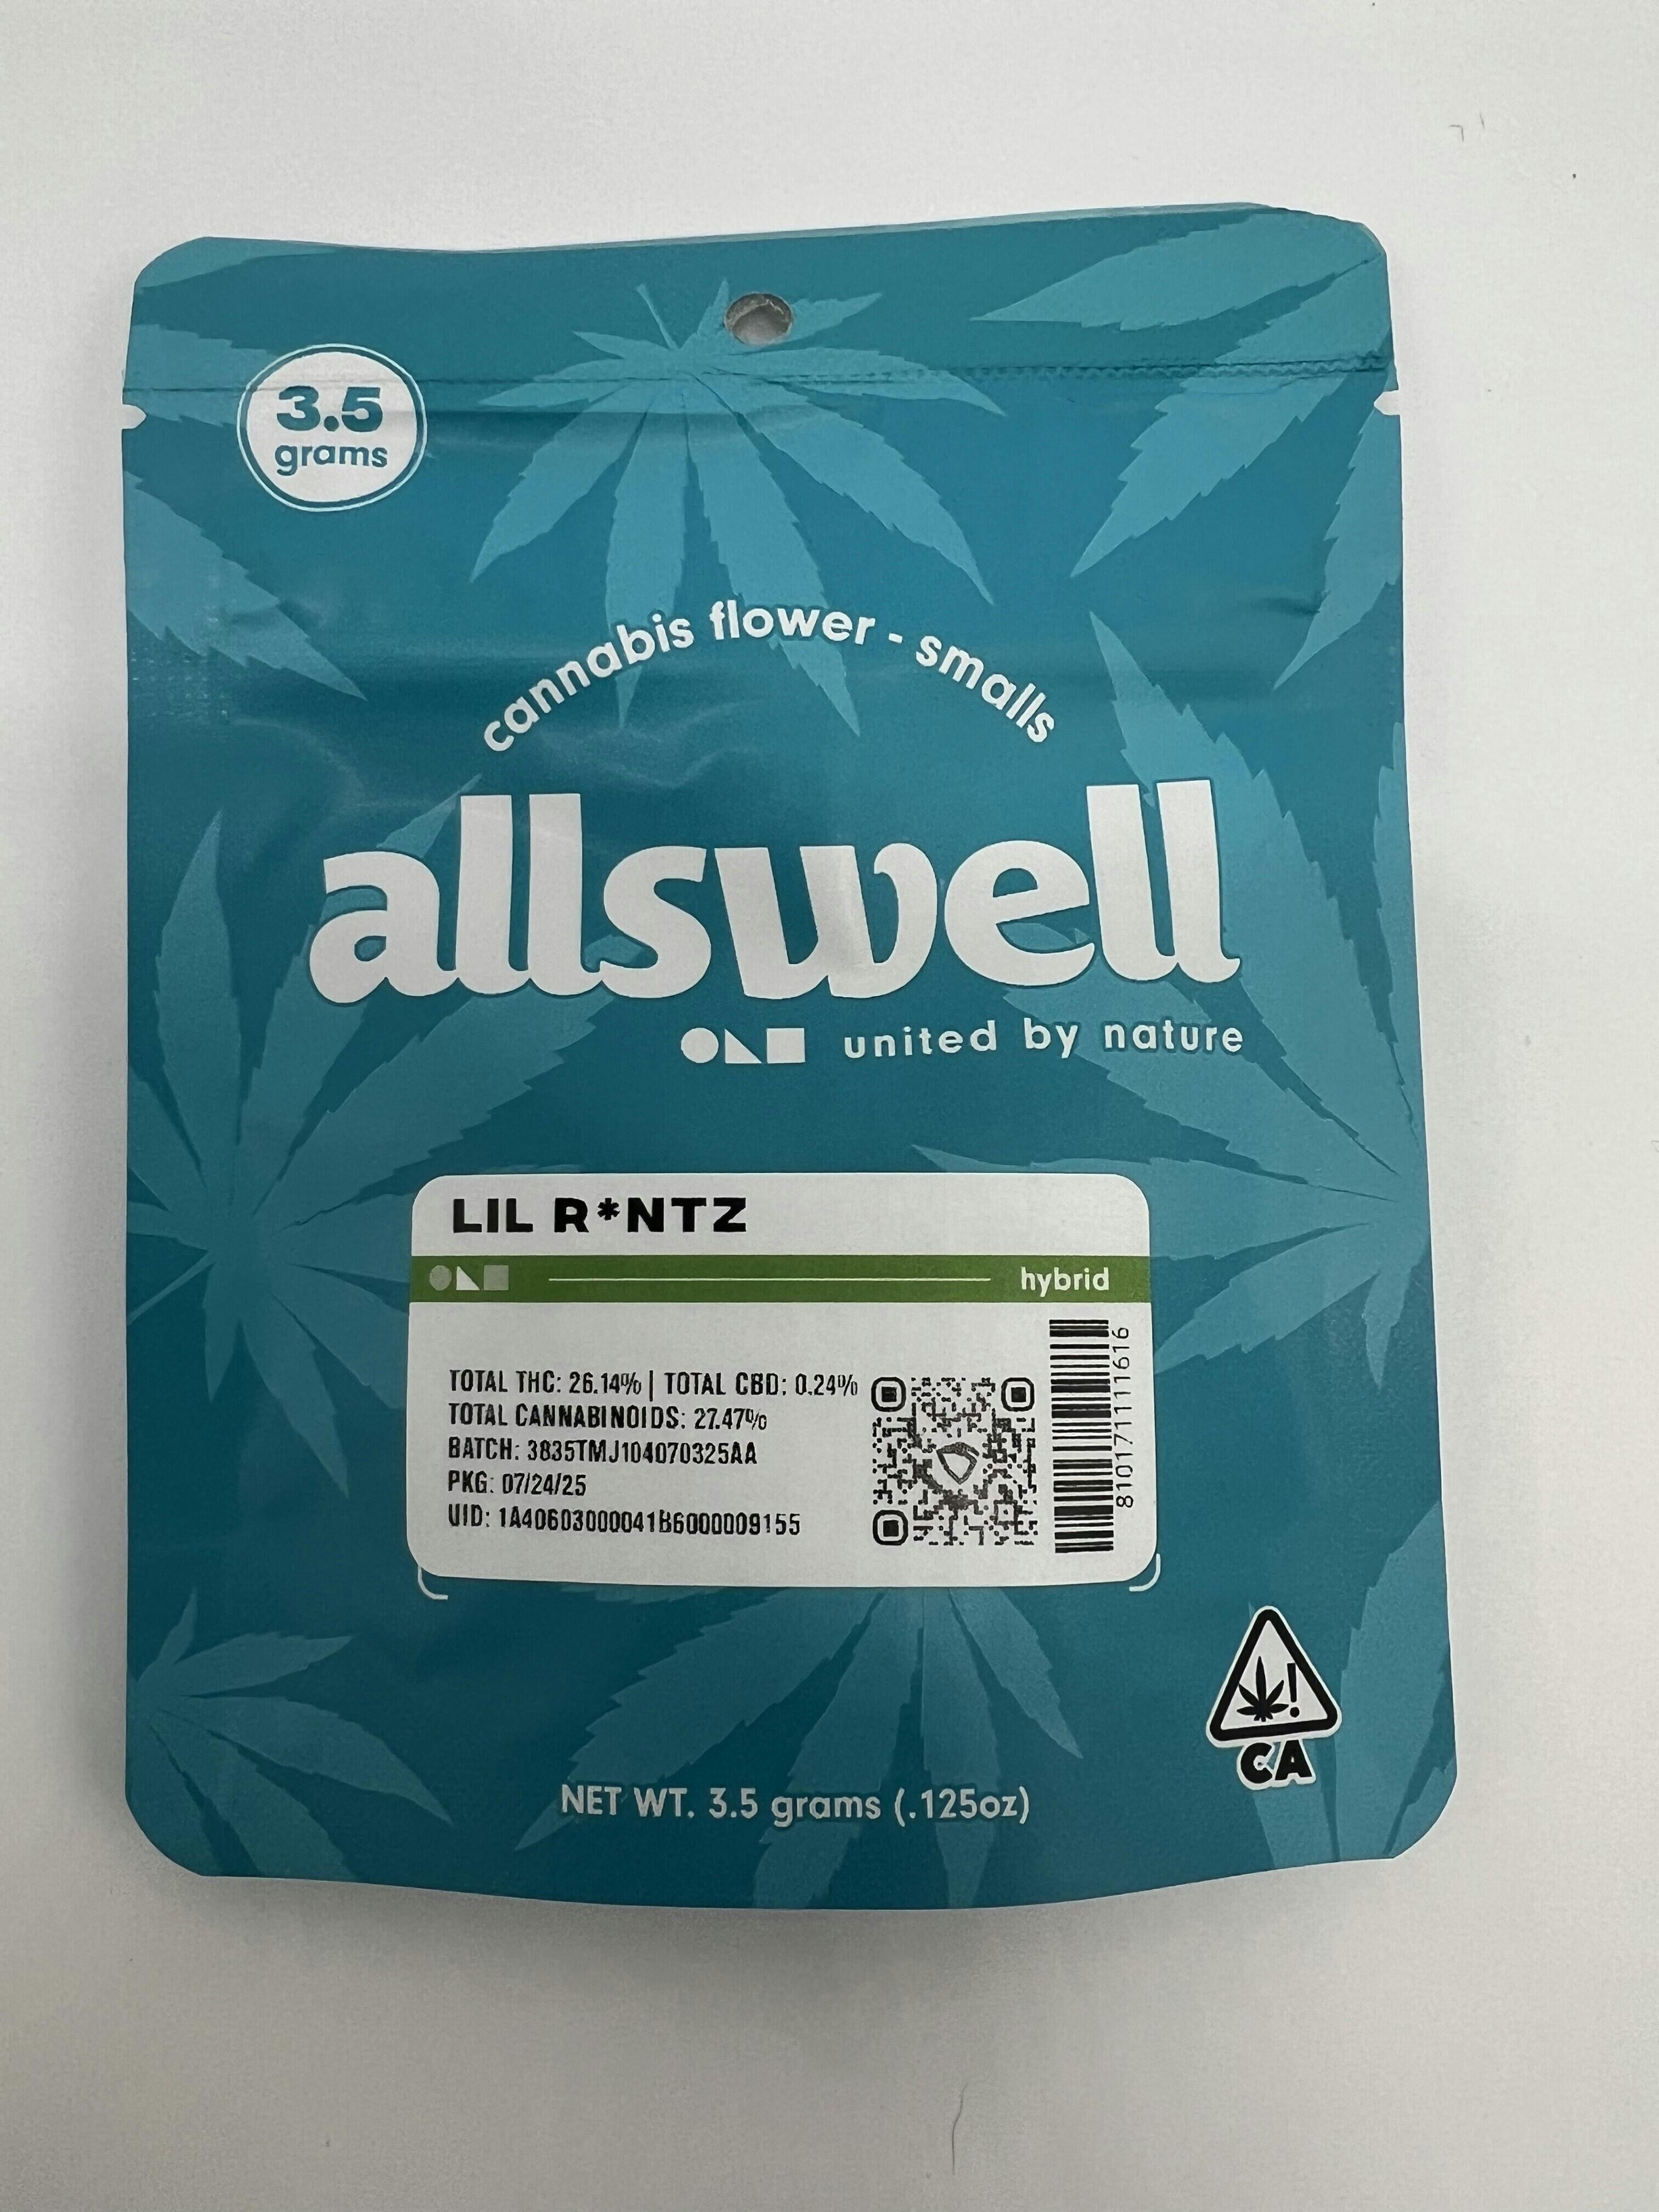 3.5
grams
cannabis flower - smalls
allswell
united by nature
LIL R*NTZ
hybrid
TOTAL THC: 26.14% | TOTAL CBD: 0.24%
TOTAL CANNABINOIDS: 27.47%
BATCH: 3835TMJ104070325AA
PKG: 07/24/25
UID: 1A40603000041B6000009155
810171111616
!
CA
NET WT. 3.5 grams (.125oz)